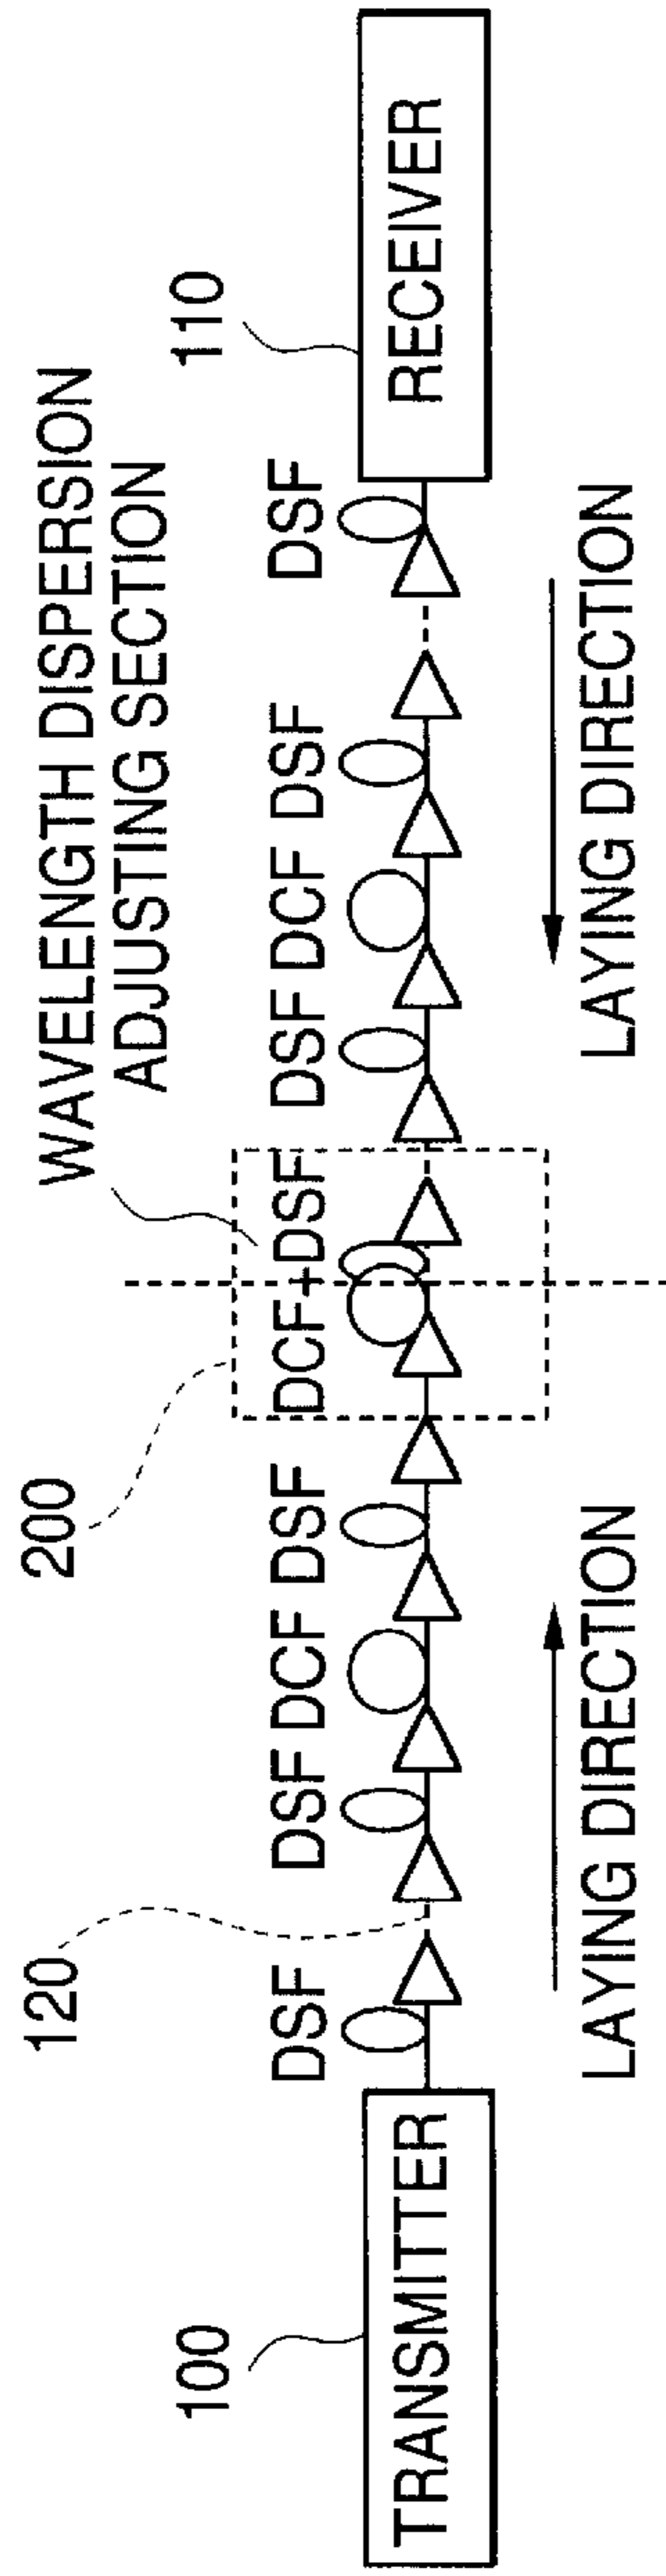 WAVELENGTH DISPERSION
ADJUSTING SECTION
200
120
100
110
DSF
DSF DCF DSF
DCF+DSF
DSF DCF DSF
DSF
TRANSMITTER
RECEIVER
LAYING DIRECTION
LAYING DIRECTION